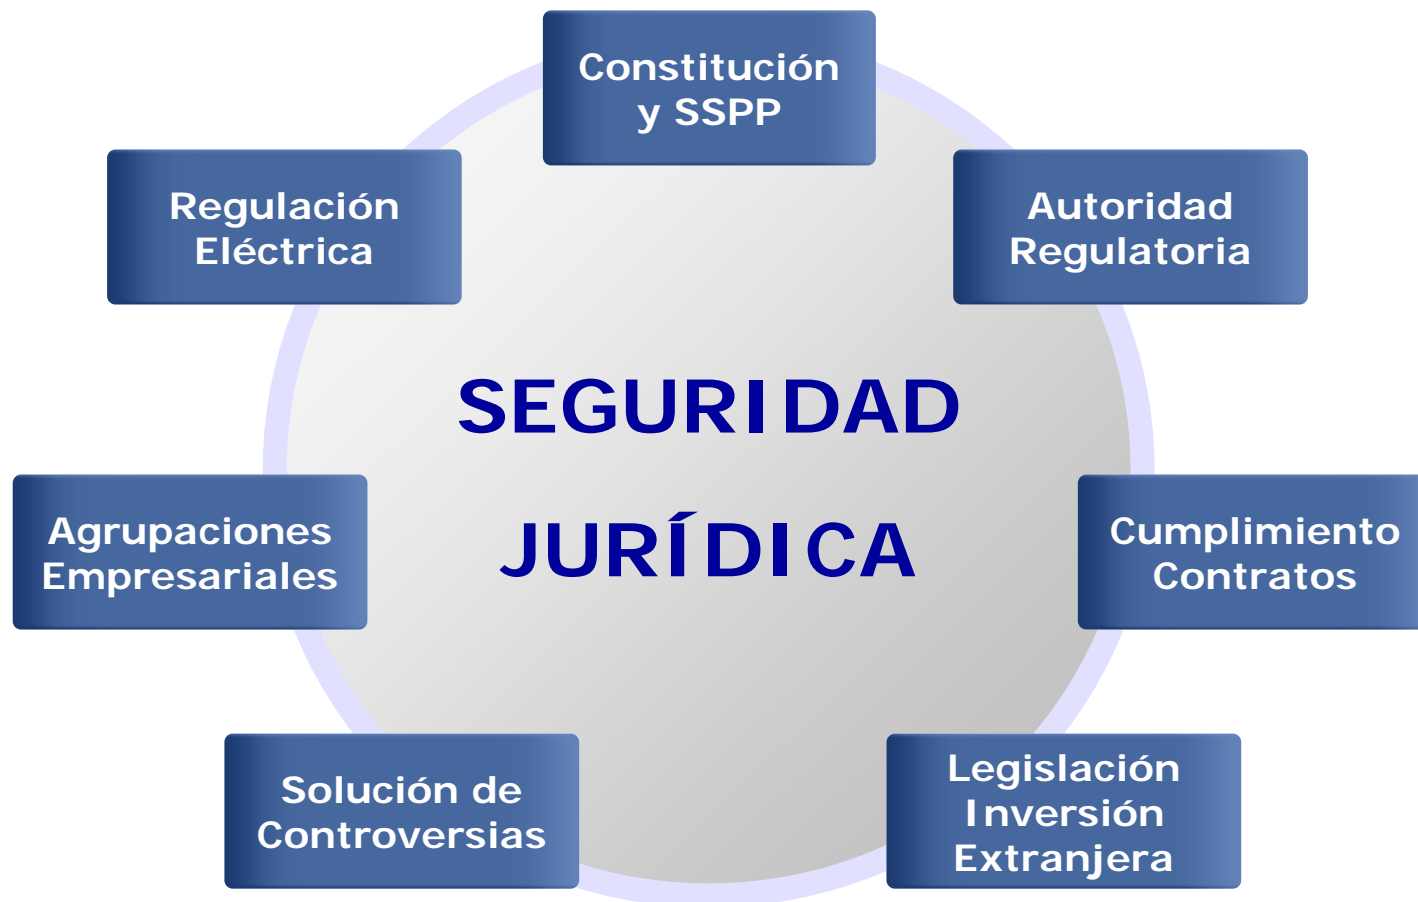 Constitución
y SSPP
Regulación
Eléctrica
Autoridad
Regulatoria
SEGURIDAD
JURÍDICA
Agrupaciones
Empresariales
Cumplimiento
Contratos
Solución de
Controversias
Legislación
Inversión
Extranjera